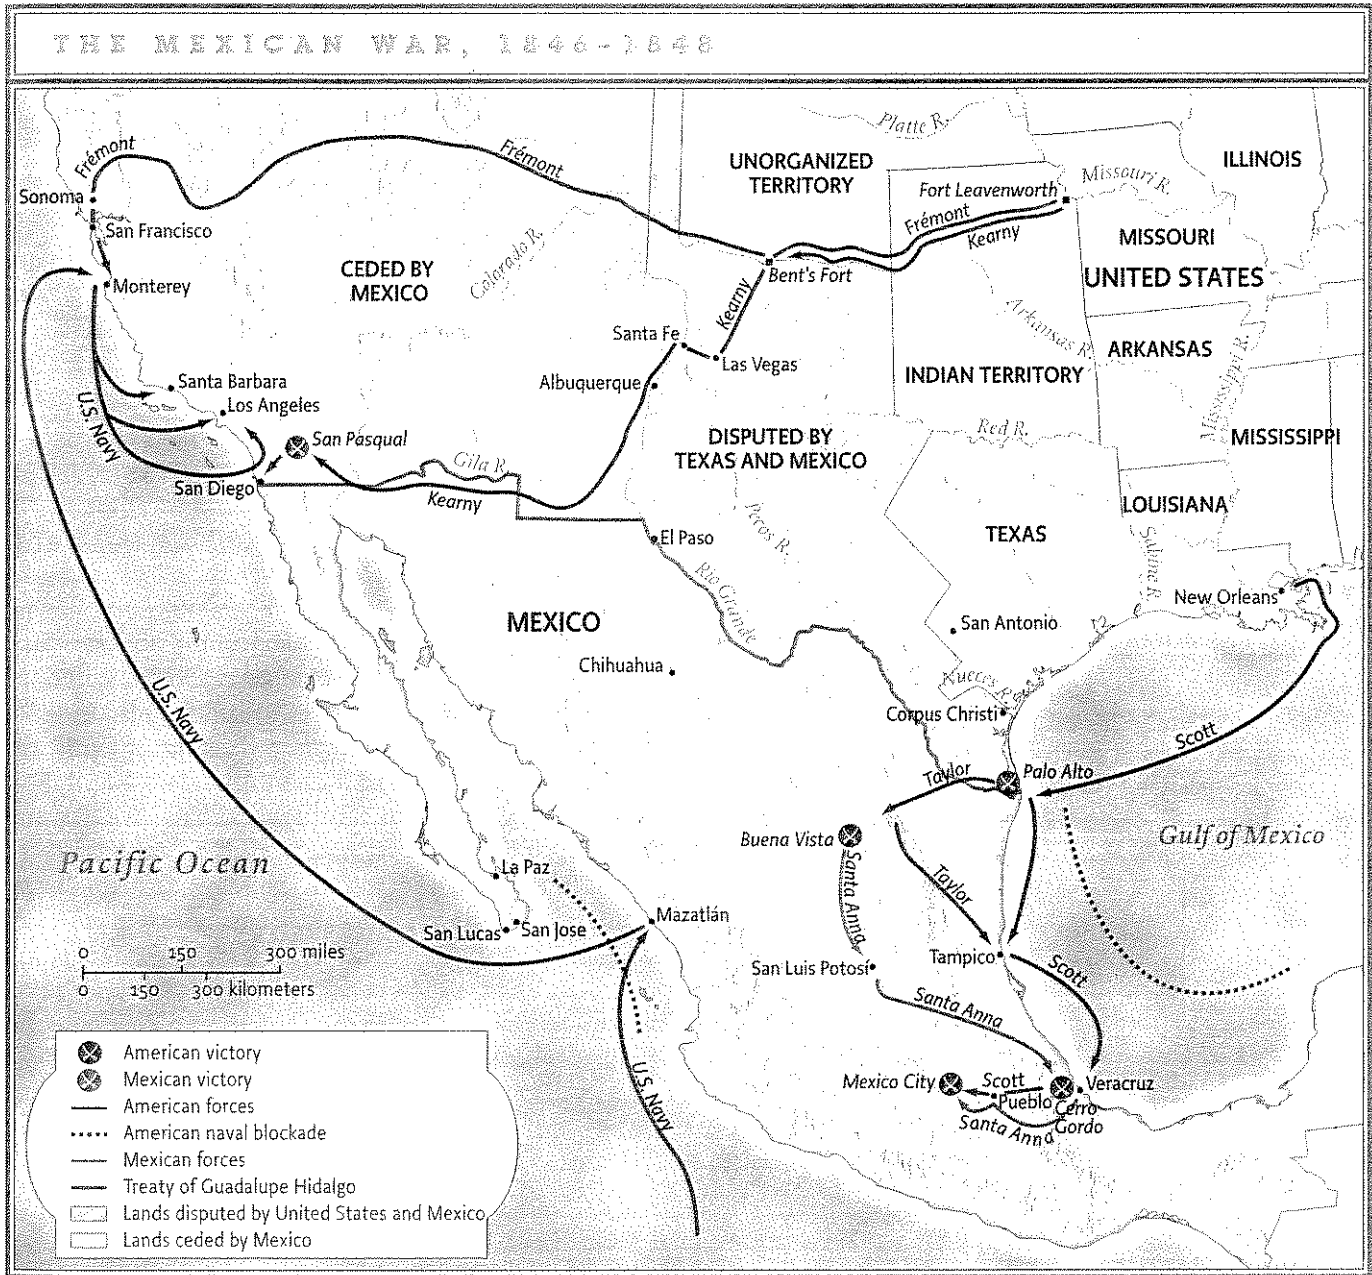 THE MEXICAN WAR, 1846-1848
Platte R.
UNORGANIZED
TERRITORY
ILLINOIS
Frémont
Frémont
Fort Leavenworth
Missouri R.
Sonoma
Frémont
Kearny
San Francisco
MISSOURI
CEDED BY
MEXICO
Colorado R.
Bent's Fort
UNITED STATES
Monterey
Kearny
Arkansas R.
Santa Fe
Las Vegas
ARKANSAS
Mississippi R.
Santa Barbara
Albuquerque
INDIAN TERRITORY
Los Angeles
U.S. Navy
San Pasqual
DISPUTED BY
TEXAS AND MEXICO
Red R.
MISSISSIPPI
Gila R.
San Diego
Kearny
LOUISIANA
Pecos R.
El Paso
TEXAS
Sabine R.
Rio Grande
New Orleans
MEXICO
San Antonio
Chihuahua
Nueces R.
U.S. Navy
Corpus Christi
Scott
Taylor
Palo Alto
Buena Vista
Gulf of Mexico
Pacific Ocean
La Paz
Santa Anna
Taylor
Mazatlán
San Lucas
San Jose
0 150 300 miles
0 150 300 kilometers
San Luis Potosí
Tampico
Scott
Santa Anna
American victory
Mexican victory
American forces
American naval blockade
Mexican forces
Treaty of Guadalupe Hidalgo
Lands disputed by United States and Mexico
Lands ceded by Mexico
U.S. Navy
Mexico City
Scott
Veracruz
Pueblo
Cerro
Gordo
Santa Anna